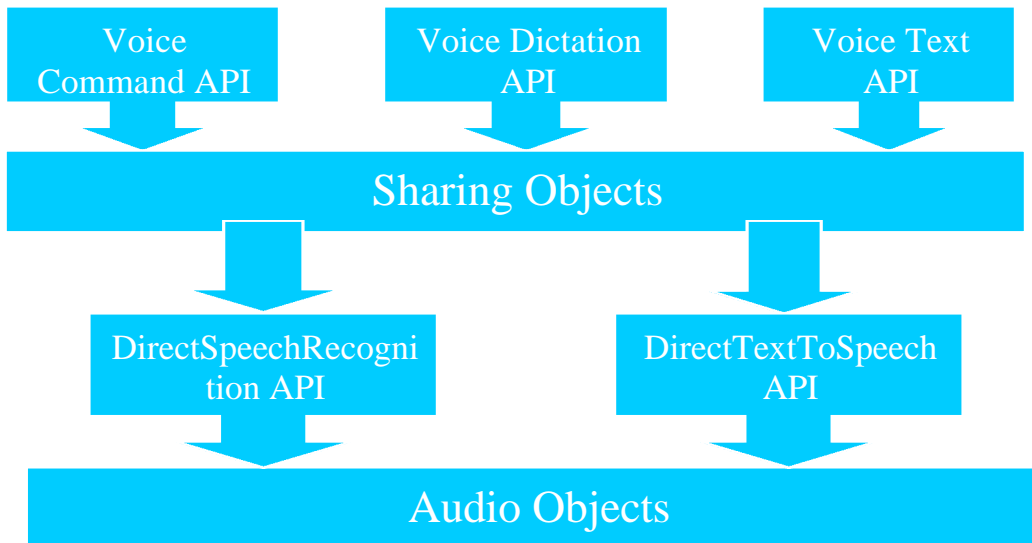 Voice
Command API
Voice Dictation
API
Voice Text
API
Sharing Objects
DirectSpeechRecogni
tion API
DirectTextToSpeech
API
Audio Objects